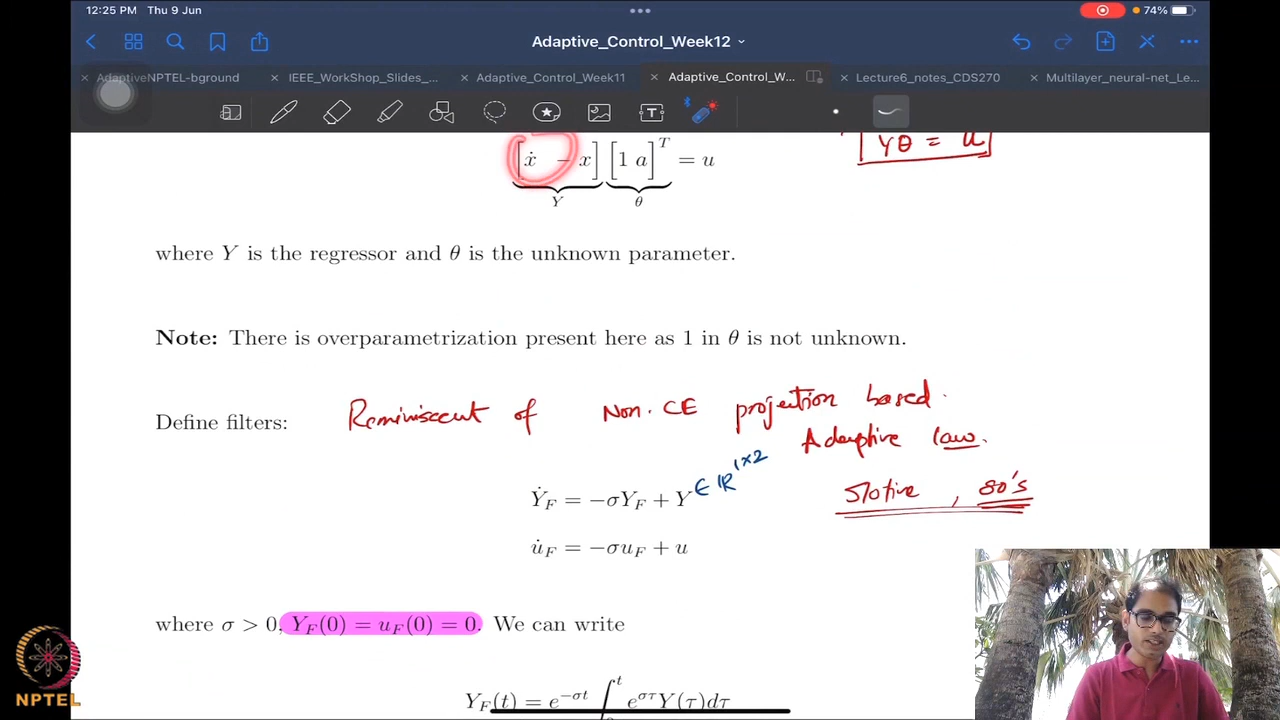 12:25 PM Thu 9 Jun
74%
Adaptive_Control_Week12
AdaptiveNPTEL-bground
IEEE_WorkShop_Slides_...
Adaptive_Control_Week11
Adaptive_Control_W...
Lecture6_notes_CDS270
Multilayer_neural-net_Le...
[ẋ − x] [1 a]^T = u
Yθ = u
Y θ
where Y is the regressor and θ is the unknown parameter.
Note: There is overparametrization present here as 1 in θ is not unknown.
Define filters:
Reminiscent of Non-CE projection based
Adaptive law.
Slotine, 80's
Ẏ_F = −σY_F + Y ∈ ℝ^{1×2}
u̇_F = −σu_F + u
where σ > 0, Y_F(0) = u_F(0) = 0. We can write
Y_F(t) = e^{−σt} ∫^t e^{στ} Y(τ)dτ
NPTEL